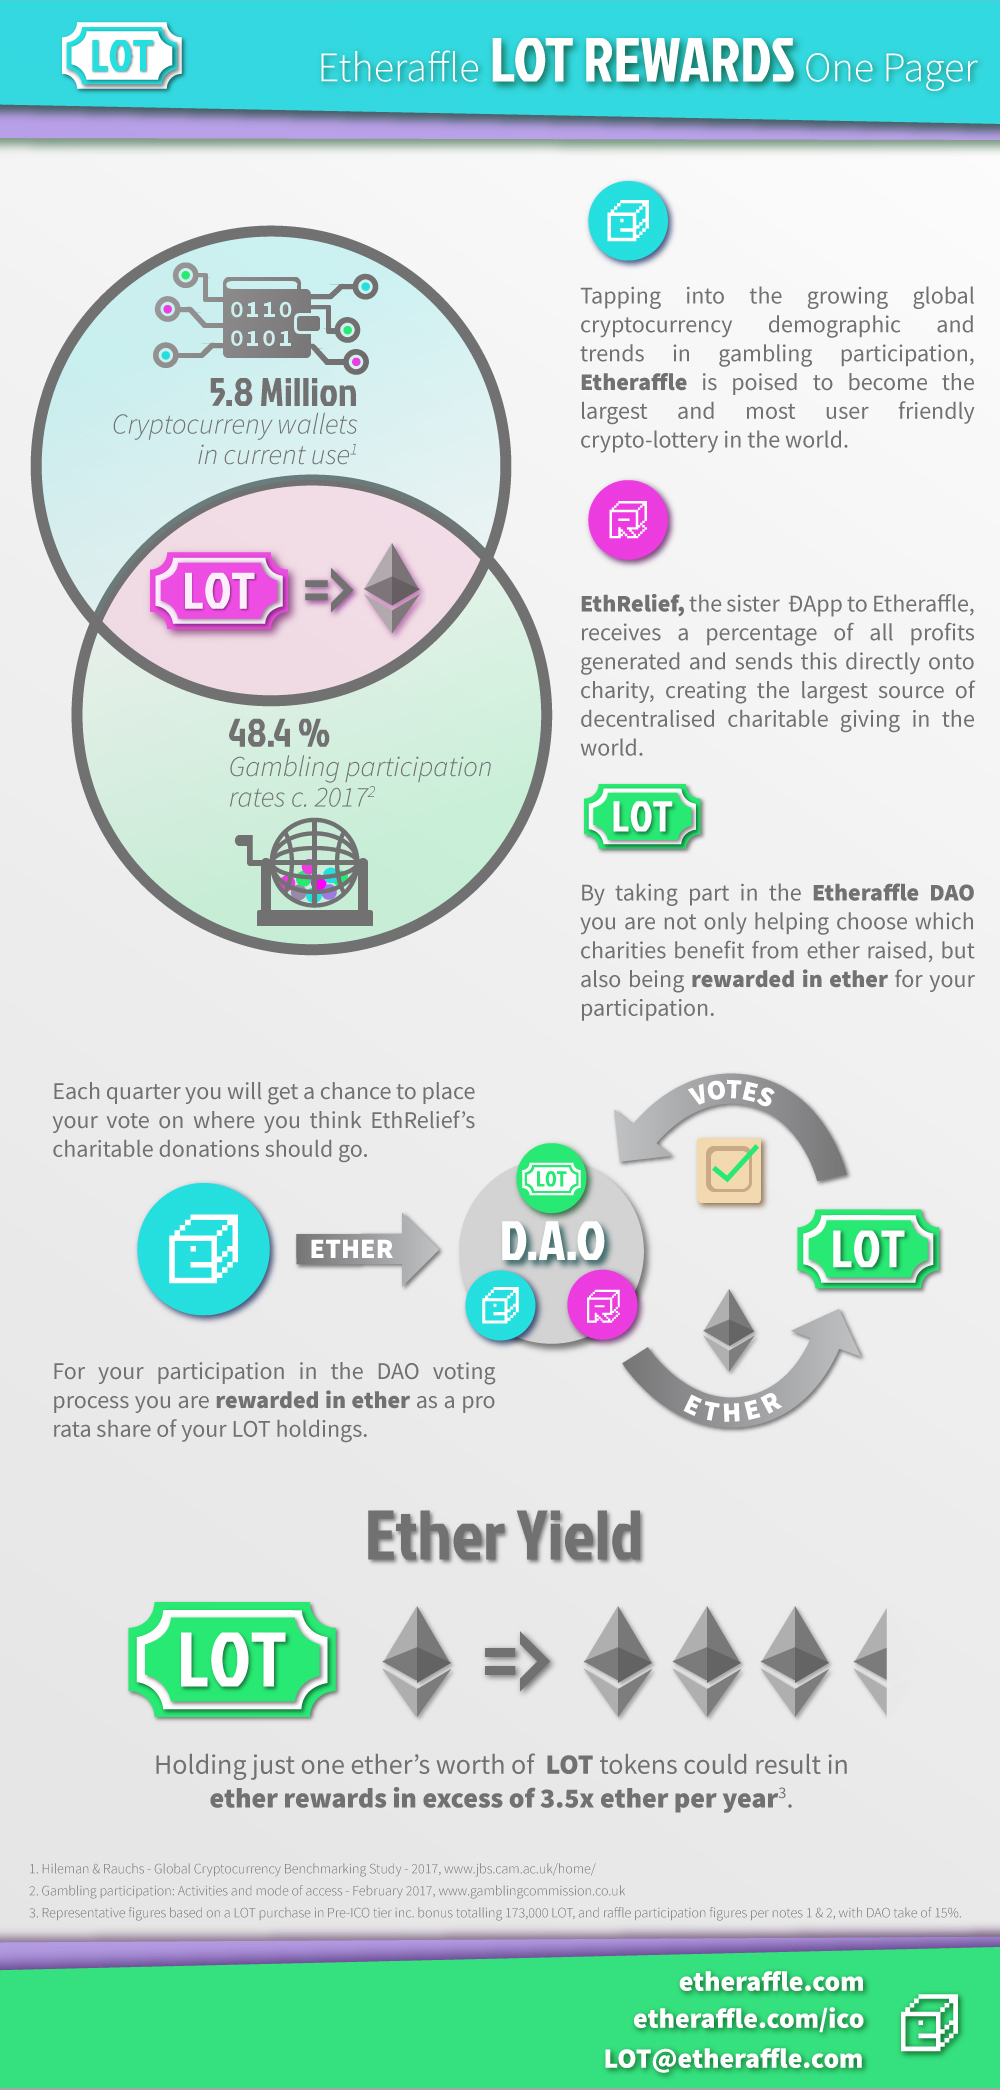 LOT
Etheraffle LOT REWARDS One Pager
0110
0101
5.8 Million
Cryptocurreny wallets
in current use1
LOT =>
48.4 %
Gambling participation
rates c. 20172
Tapping into the growing global
cryptocurrency demographic and
trends in gambling participation,
Etheraffle is poised to become the
largest and most user friendly
crypto-lottery in the world.
EthRelief, the sister ĐApp to Etheraffle,
receives a percentage of all profits
generated and sends this directly onto
charity, creating the largest source of
decentralised charitable giving in the
world.
LOT
By taking part in the Etheraffle DAO
you are not only helping choose which
charities benefit from ether raised, but
also being rewarded in ether for your
participation.
Each quarter you will get a chance to place
your vote on where you think EthRelief’s
charitable donations should go.
ETHER
LOT
D.A.O
VOTES
LOT
ETHER
For your participation in the DAO voting
process you are rewarded in ether as a pro
rata share of your LOT holdings.
Ether Yield
LOT =>
Holding just one ether’s worth of LOT tokens could result in
ether rewards in excess of 3.5x ether per year3.
1. Hileman & Rauchs - Global Cryptocurrency Benchmarking Study - 2017, www.jbs.cam.ac.uk/home/
2. Gambling participation: Activities and mode of access - February 2017, www.gamblingcommission.co.uk
3. Representative figures based on a LOT purchase in Pre-ICO tier inc. bonus totalling 173,000 LOT, and raffle participation figures per notes 1 & 2, with DAO take of 15%.
etheraffle.com
etheraffle.com/ico
LOT@etheraffle.com